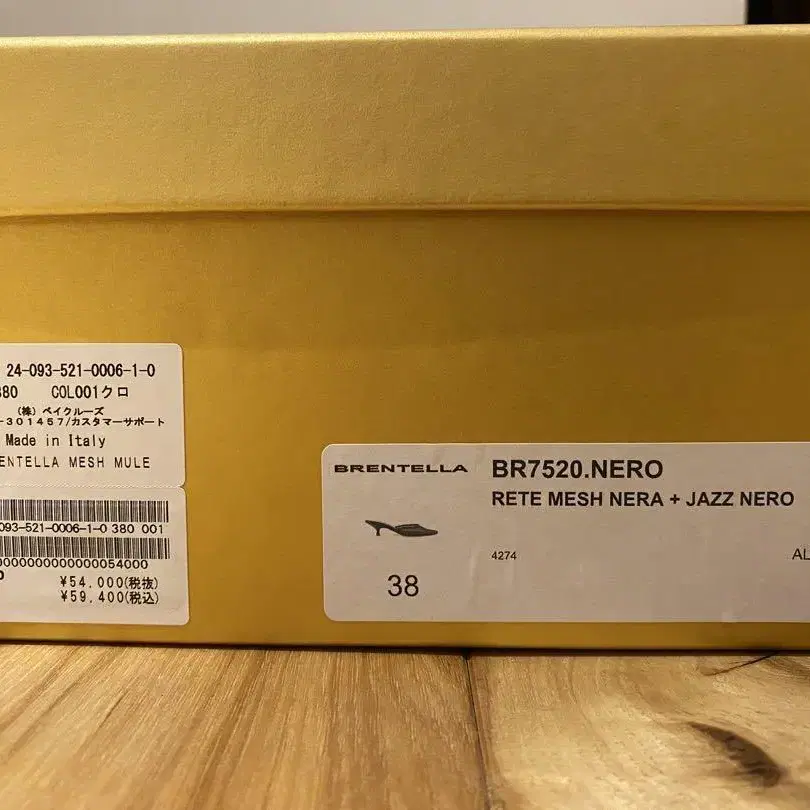 24-093-521-0006-1-0
380 COL001クロ
(株)ベイクルーズ
-301457/カスタマーサポート
Made in Italy
ENTELLA MESH MULE
093-521-0006-1-0 380 001
000000000000000054000
¥54,000(税抜)
¥59,400(税込)
BRENTELLA BR7520.NERO
RETE MESH NERA + JAZZ NERO
4274 AL
38